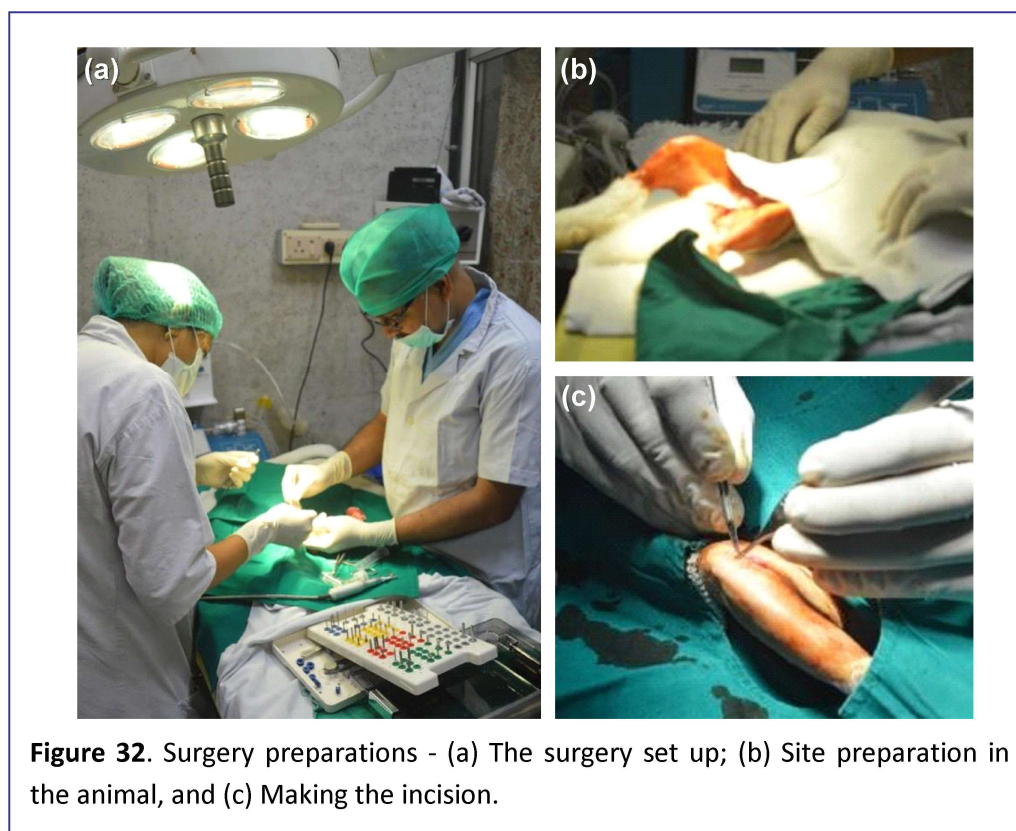 (a)
(b)
(c)
Figure 32. Surgery preparations - (a) The surgery set up; (b) Site preparation in
the animal, and (c) Making the incision.